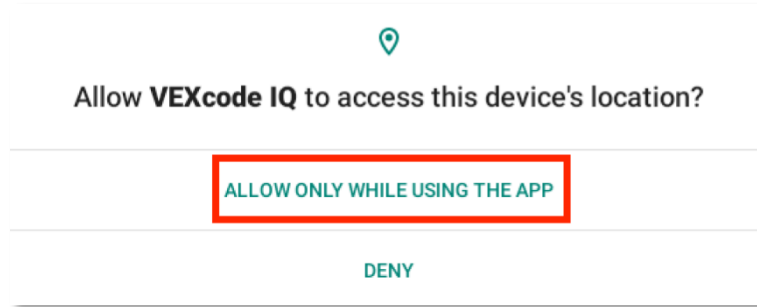 Allow VEXcode IQ to access this device's location?
ALLOW ONLY WHILE USING THE APP
DENY